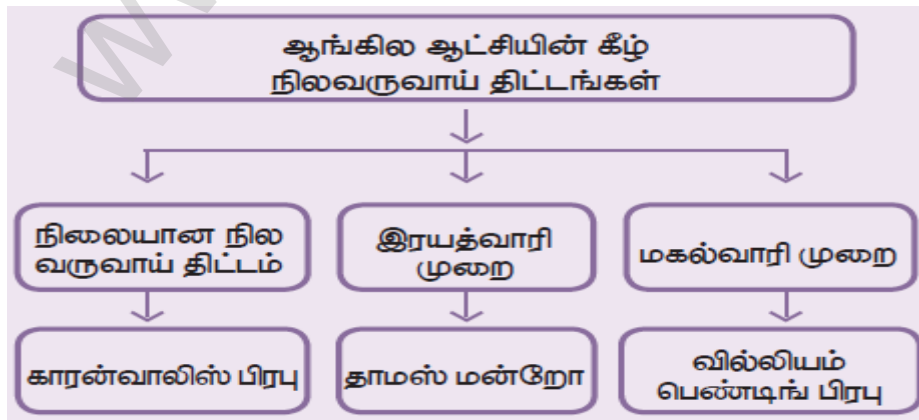 ஆங்கில ஆட்சியின் கீழ்
நிலவருவாய் திட்டங்கள்
நிலையான நில
வருவாய் திட்டம்
இரயத்வாரி
முறை
மகல்வாரி முறை
காரன்வாலிஸ் பிரபு
தாமஸ் மன்றோ
வில்லியம்
பெண்டிங் பிரபு